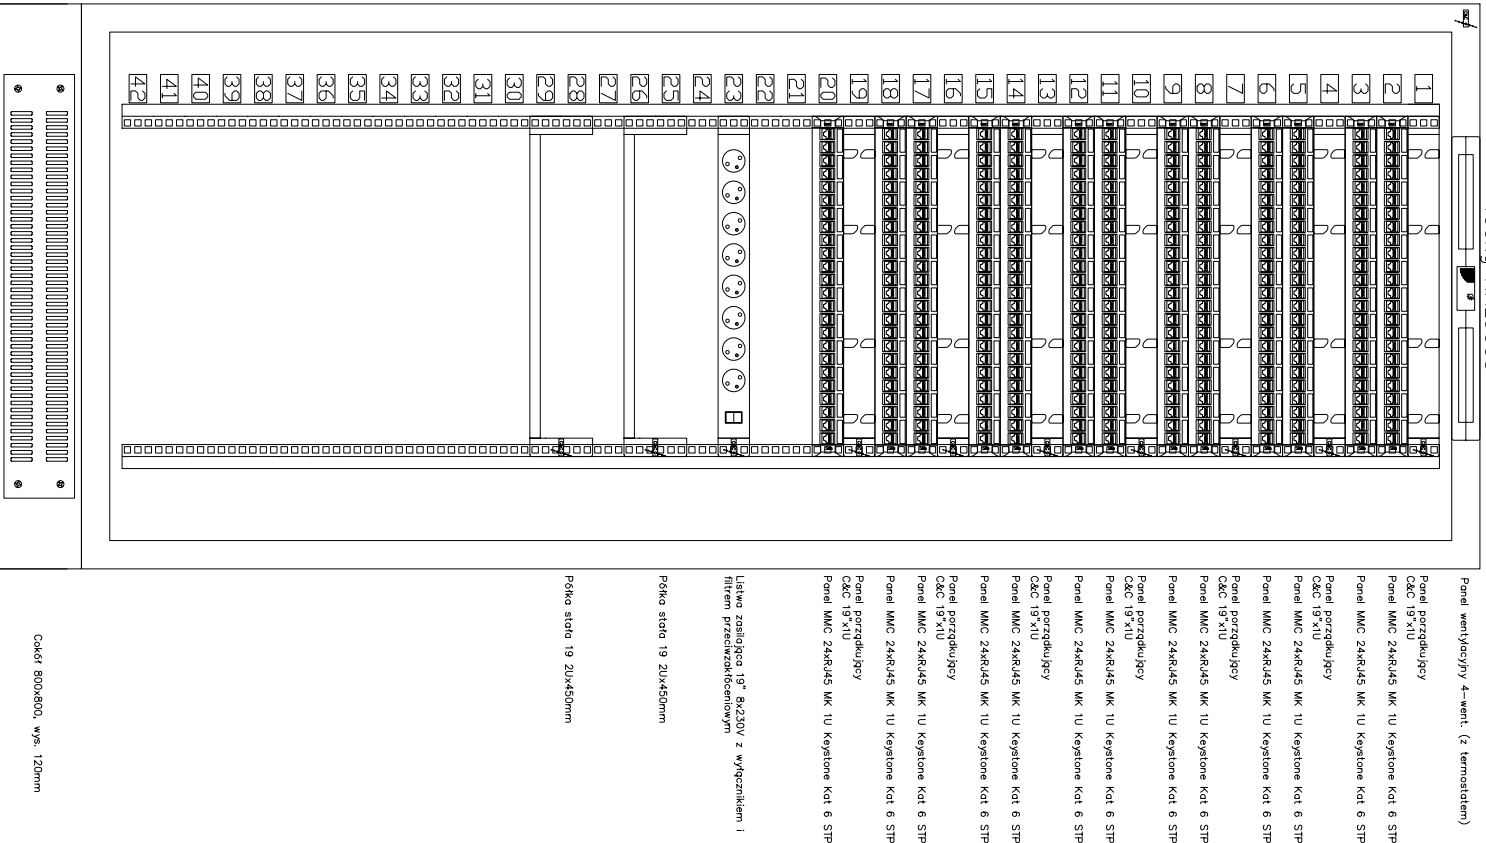 1
2
3
4
5
6
7
8
9
10
11
12
13
14
15
16
17
18
19
20
21
22
23
24
25
26
27
28
29
30
31
32
33
34
35
36
37
38
39
40
41
42
Panel wentylacyjny 4-went. (z termostatem)
Panel porządkujący
C&C 19"x1U
Panel MMC 24xRJ45 MK 1U Keystone Kat 6 STP
Panel MMC 24xRJ45 MK 1U Keystone Kat 6 STP
Panel porządkujący
C&C 19"x1U
Panel MMC 24xRJ45 MK 1U Keystone Kat 6 STP
Panel MMC 24xRJ45 MK 1U Keystone Kat 6 STP
Panel porządkujący
C&C 19"x1U
Panel MMC 24xRJ45 MK 1U Keystone Kat 6 STP
Panel MMC 24xRJ45 MK 1U Keystone Kat 6 STP
Panel porządkujący
C&C 19"x1U
Panel MMC 24xRJ45 MK 1U Keystone Kat 6 STP
Panel MMC 24xRJ45 MK 1U Keystone Kat 6 STP
Panel porządkujący
C&C 19"x1U
Panel MMC 24xRJ45 MK 1U Keystone Kat 6 STP
Panel MMC 24xRJ45 MK 1U Keystone Kat 6 STP
Panel porządkujący
C&C 19"x1U
Panel MMC 24xRJ45 MK 1U Keystone Kat 6 STP
Panel MMC 24xRJ45 MK 1U Keystone Kat 6 STP
Panel porządkujący
C&C 19"x1U
Panel MMC 24xRJ45 MK 1U Keystone Kat 6 STP
Listwa zasilająca 19" 8x230V z wyłącznikiem i
filtrem przeciwzakłóceniowym
Półka stała 19 2Ux450mm
Półka stała 19 2Ux450mm
Cokół 800x800, wys. 120mm